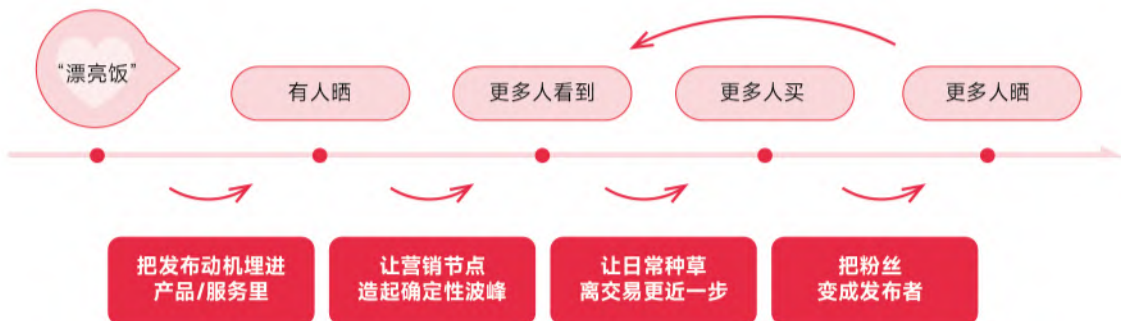 “漂亮饭”
有人晒
更多人看到
更多人买
更多人晒
把发布动机埋进
产品/服务里
让营销节点
造起确定性波峰
让日常种草
离交易更近一步
把粉丝
变成发布者